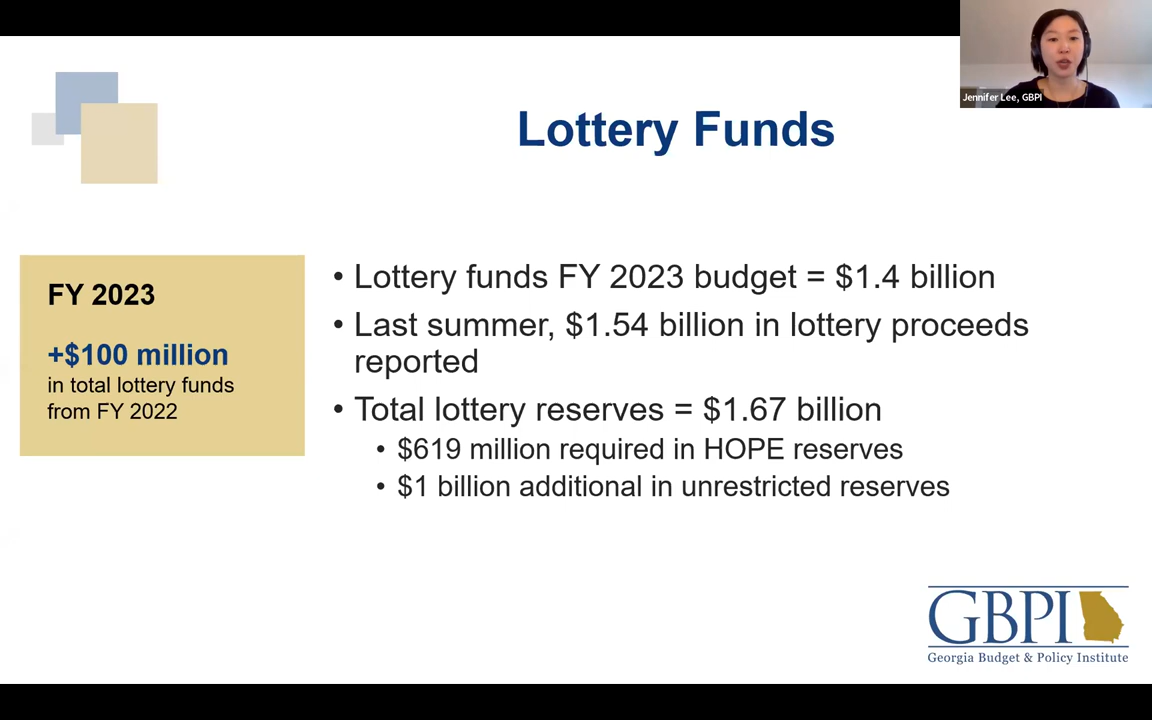 Jennifer Lee, GBPI
Lottery Funds
FY 2023
+$100 million
in total lottery funds
from FY 2022
• Lottery funds FY 2023 budget = $1.4 billion
• Last summer, $1.54 billion in lottery proceeds
reported
• Total lottery reserves = $1.67 billion
• $619 million required in HOPE reserves
• $1 billion additional in unrestricted reserves
GBPI
Georgia Budget & Policy Institute